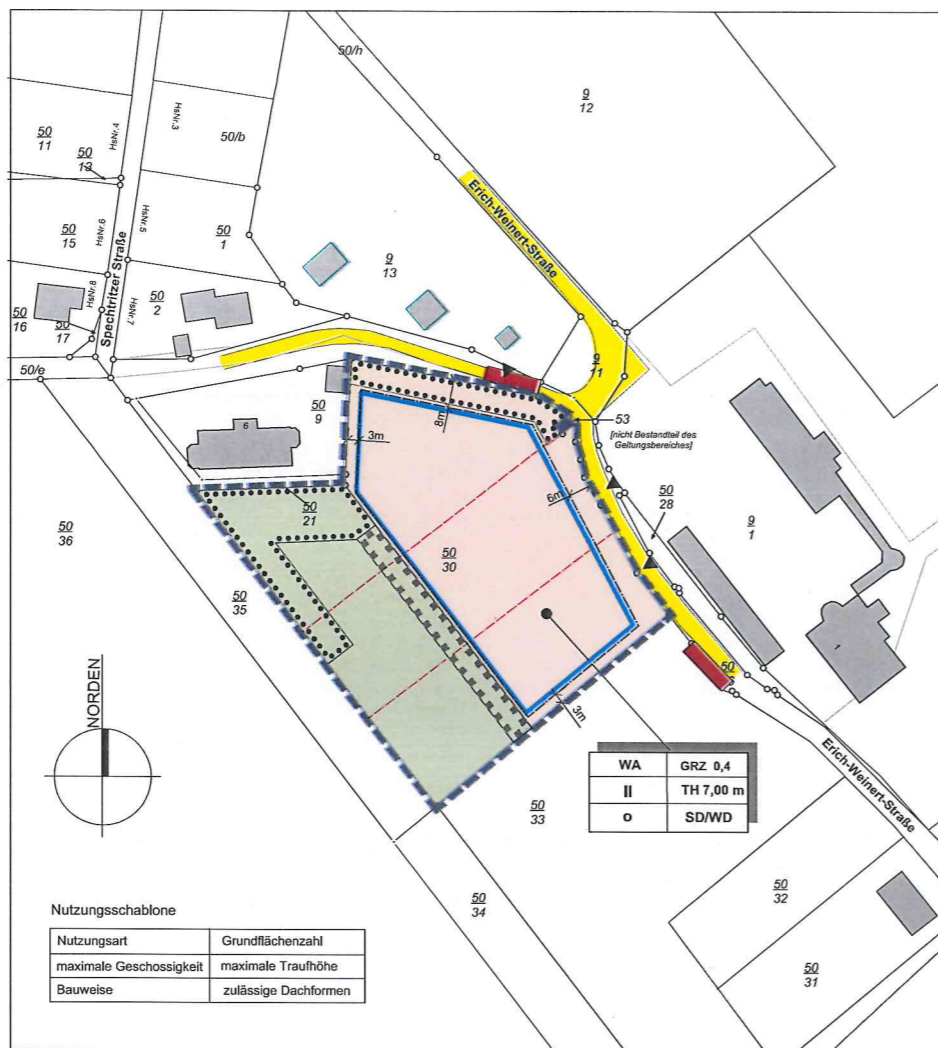 50/h
9
12
50
11
50
13
HsNr.4
HsNr.3
50/b
50
15
HsNr.6
HsNr.5
50
1
Spechtritzer Straße
9
13
Erich-Weinert-Straße
50
16
50
17
HsNr.8
50
2
HsNr.7
50/e
9
11
53
[nicht Bestandteil des
Geltungsbereiches]
50
9
6
3m
8m
6m
50
21
50
28
9
1
50
36
50
30
50
35
50
3m
NORDEN
WA GRZ 0,4
II TH 7,00 m
o SD/WD
Erich-Weinert-Straße
50
33
50
34
50
32
50
31
Nutzungsschablone
Nutzungsart Grundflächenzahl
maximale Geschossigkeit maximale Traufhöhe
Bauweise zulässige Dachformen